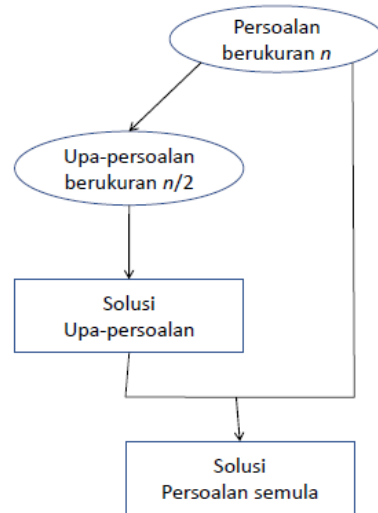 Persoalan
berukuran n
Upa-persoalan
berukuran n/2
Solusi
Upa-persoalan
Solusi
Persoalan semula